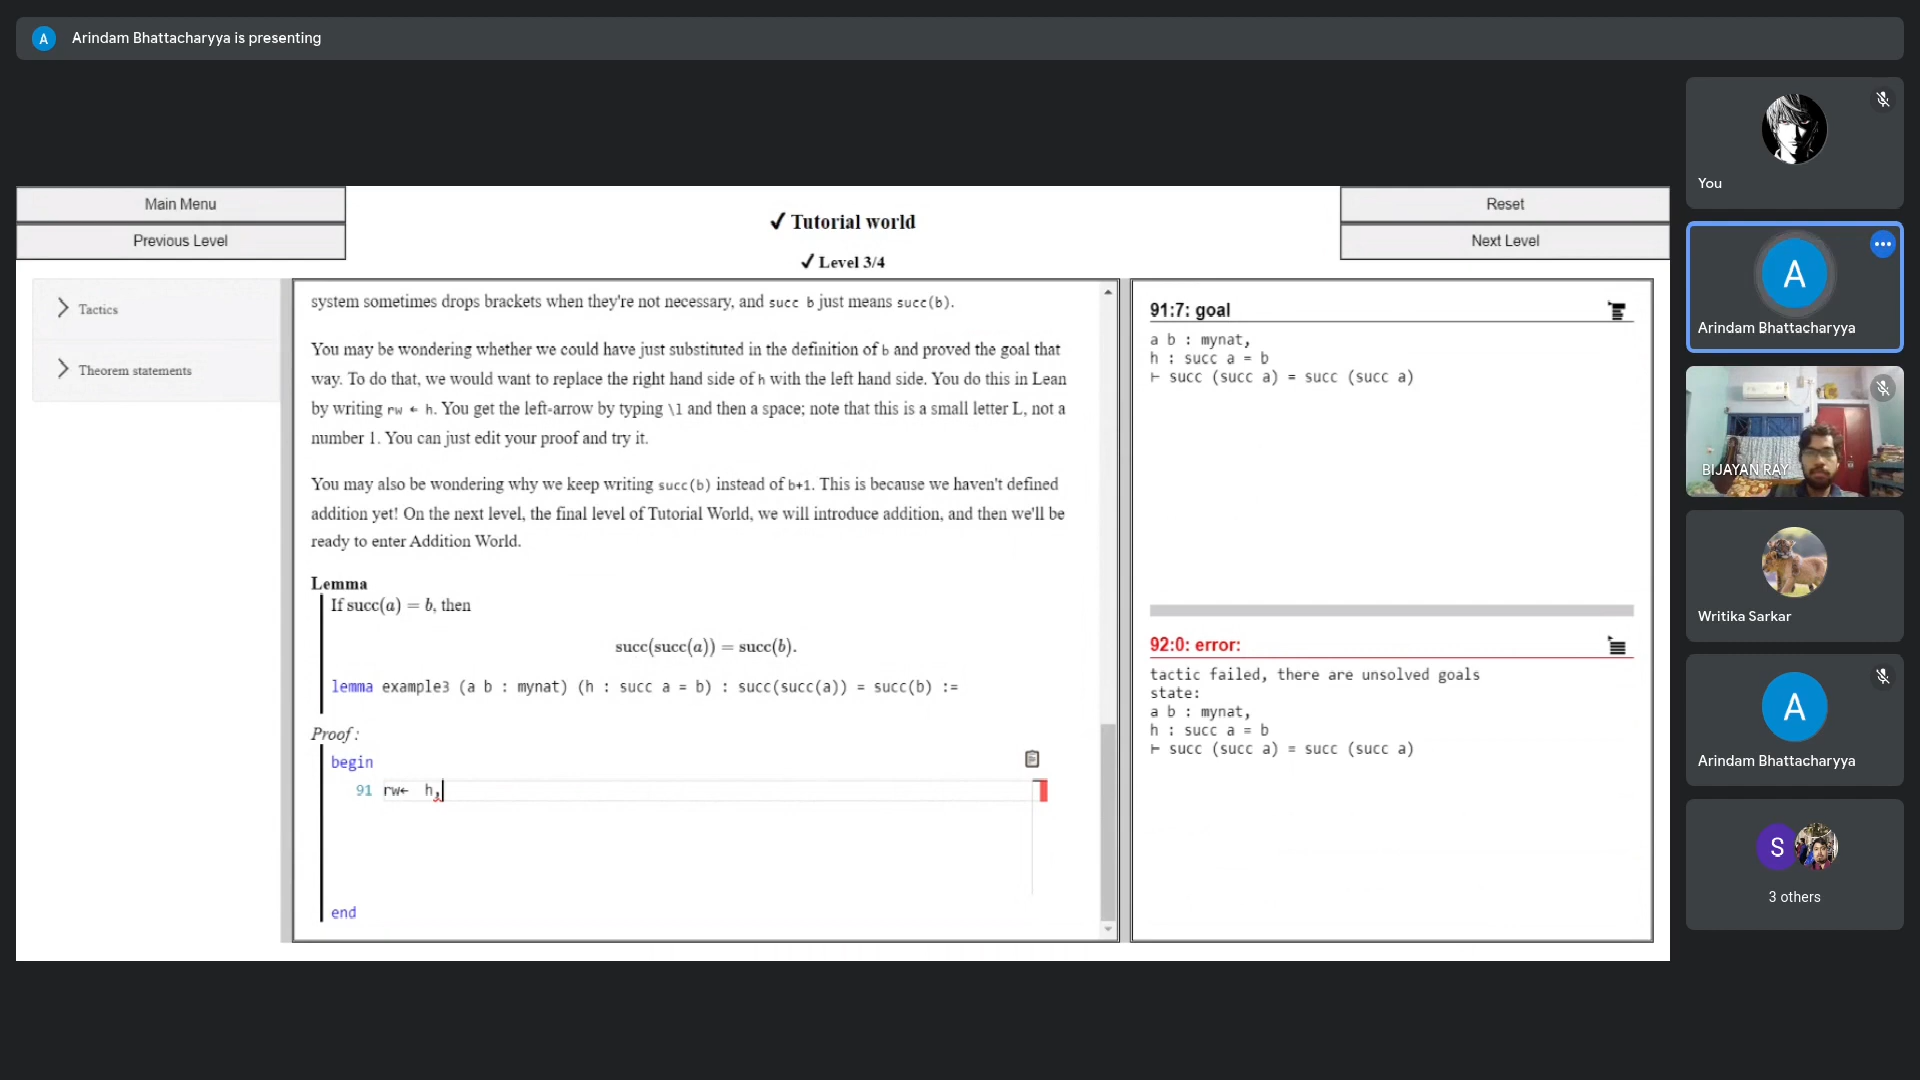 A
Arindam Bhattacharyya is presenting
Main Menu
Previous Level
✓ Tutorial world
✓ Level 3/4
Reset
Next Level
Tactics
Theorem statements
system sometimes drops brackets when they're not necessary, and succ b just means succ(b).
You may be wondering whether we could have just substituted in the definition of b and proved the goal that
way. To do that, we would want to replace the right hand side of h with the left hand side. You do this in Lean
by writing rw ← h. You get the left-arrow by typing \l and then a space; note that this is a small letter L, not a
number 1. You can just edit your proof and try it.
You may also be wondering why we keep writing succ(b) instead of b+1. This is because we haven't defined
addition yet! On the next level, the final level of Tutorial World, we will introduce addition, and then we'll be
ready to enter Addition World.
Lemma
If succ(a) = b, then
succ(succ(a)) = succ(b).
lemma example3 (a b : mynat) (h : succ a = b) : succ(succ(a)) = succ(b) :=
Proof :
begin
91 rw← h,
end
91:7: goal
a b : mynat,
h : succ a = b
⊢ succ (succ a) = succ (succ a)
92:0: error:
tactic failed, there are unsolved goals
state:
a b : mynat,
h : succ a = b
⊢ succ (succ a) = succ (succ a)
You
A
Arindam Bhattacharyya
BIJAYAN RAY
Writika Sarkar
A
Arindam Bhattacharyya
S
3 others